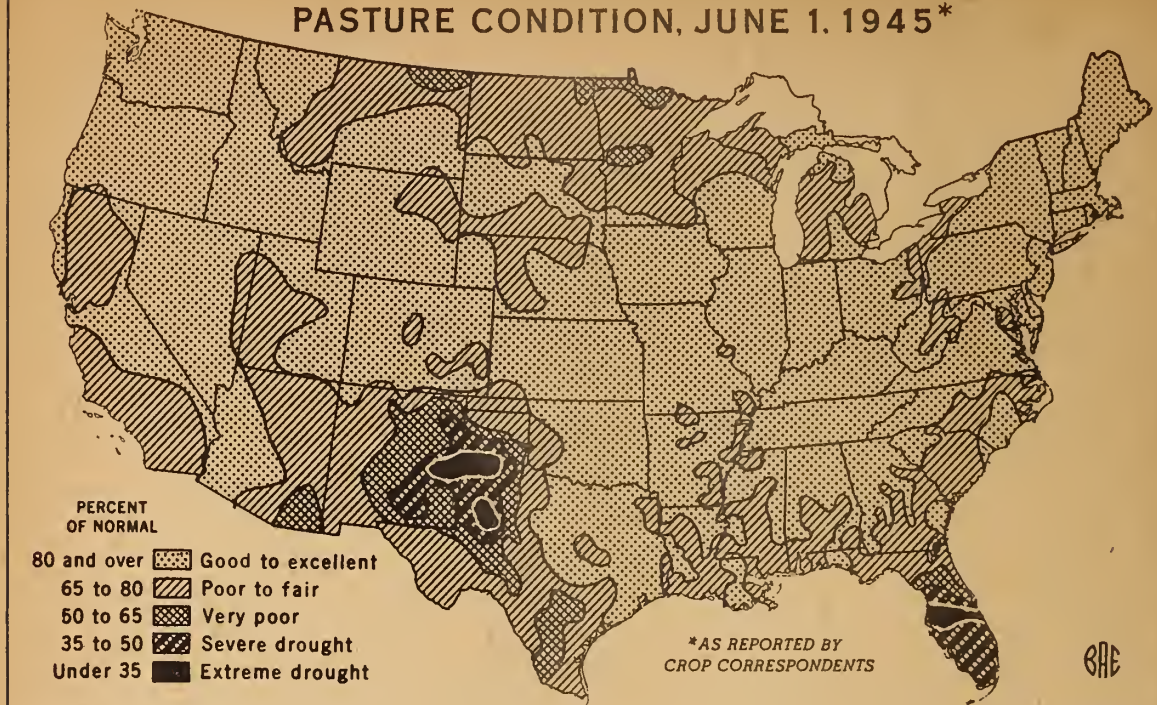 PASTURE CONDITION, JUNE 1, 1945*
PERCENT
OF NORMAL
80 and over Good to excellent
65 to 80 Poor to fair
50 to 65 Very poor
35 to 50 Severe drought
Under 35 Extreme drought
*AS REPORTED BY
CROP CORRESPONDENTS
BAE